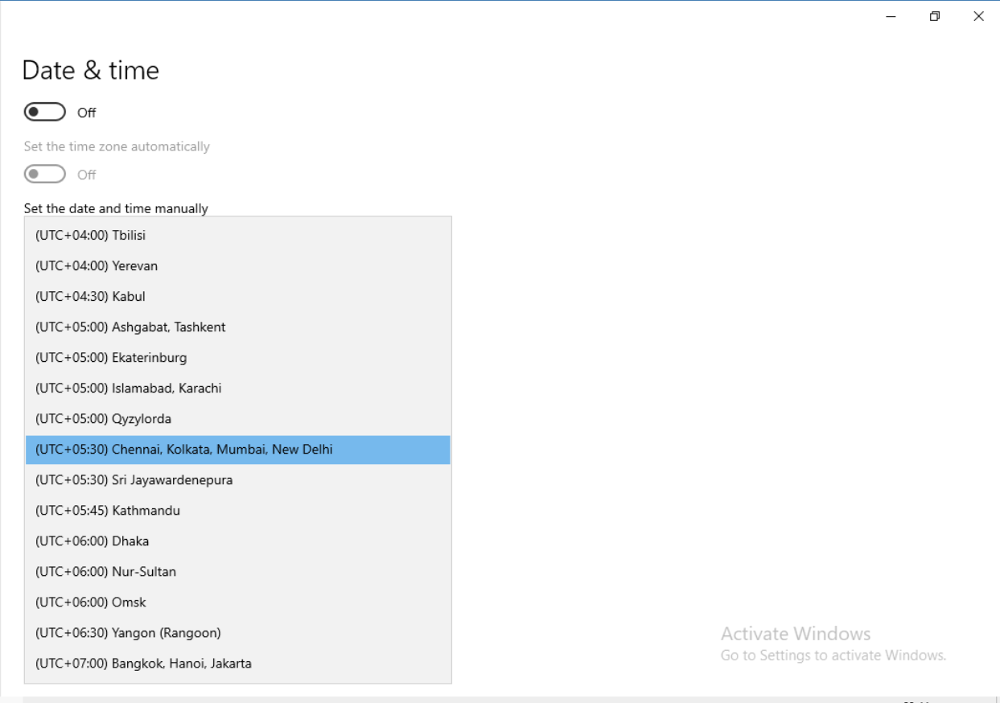 Date & time
Off
Set the time zone automatically
Off
Set the date and time manually
(UTC+04:00) Tbilisi
(UTC+04:00) Yerevan
(UTC+04:30) Kabul
(UTC+05:00) Ashgabat, Tashkent
(UTC+05:00) Ekaterinburg
(UTC+05:00) Islamabad, Karachi
(UTC+05:00) Qyzylorda
(UTC+05:30) Chennai, Kolkata, Mumbai, New Delhi
(UTC+05:30) Sri Jayawardenepura
(UTC+05:45) Kathmandu
(UTC+06:00) Dhaka
(UTC+06:00) Nur-Sultan
(UTC+06:00) Omsk
(UTC+06:30) Yangon (Rangoon)
(UTC+07:00) Bangkok, Hanoi, Jakarta
Activate Windows
Go to Settings to activate Windows.